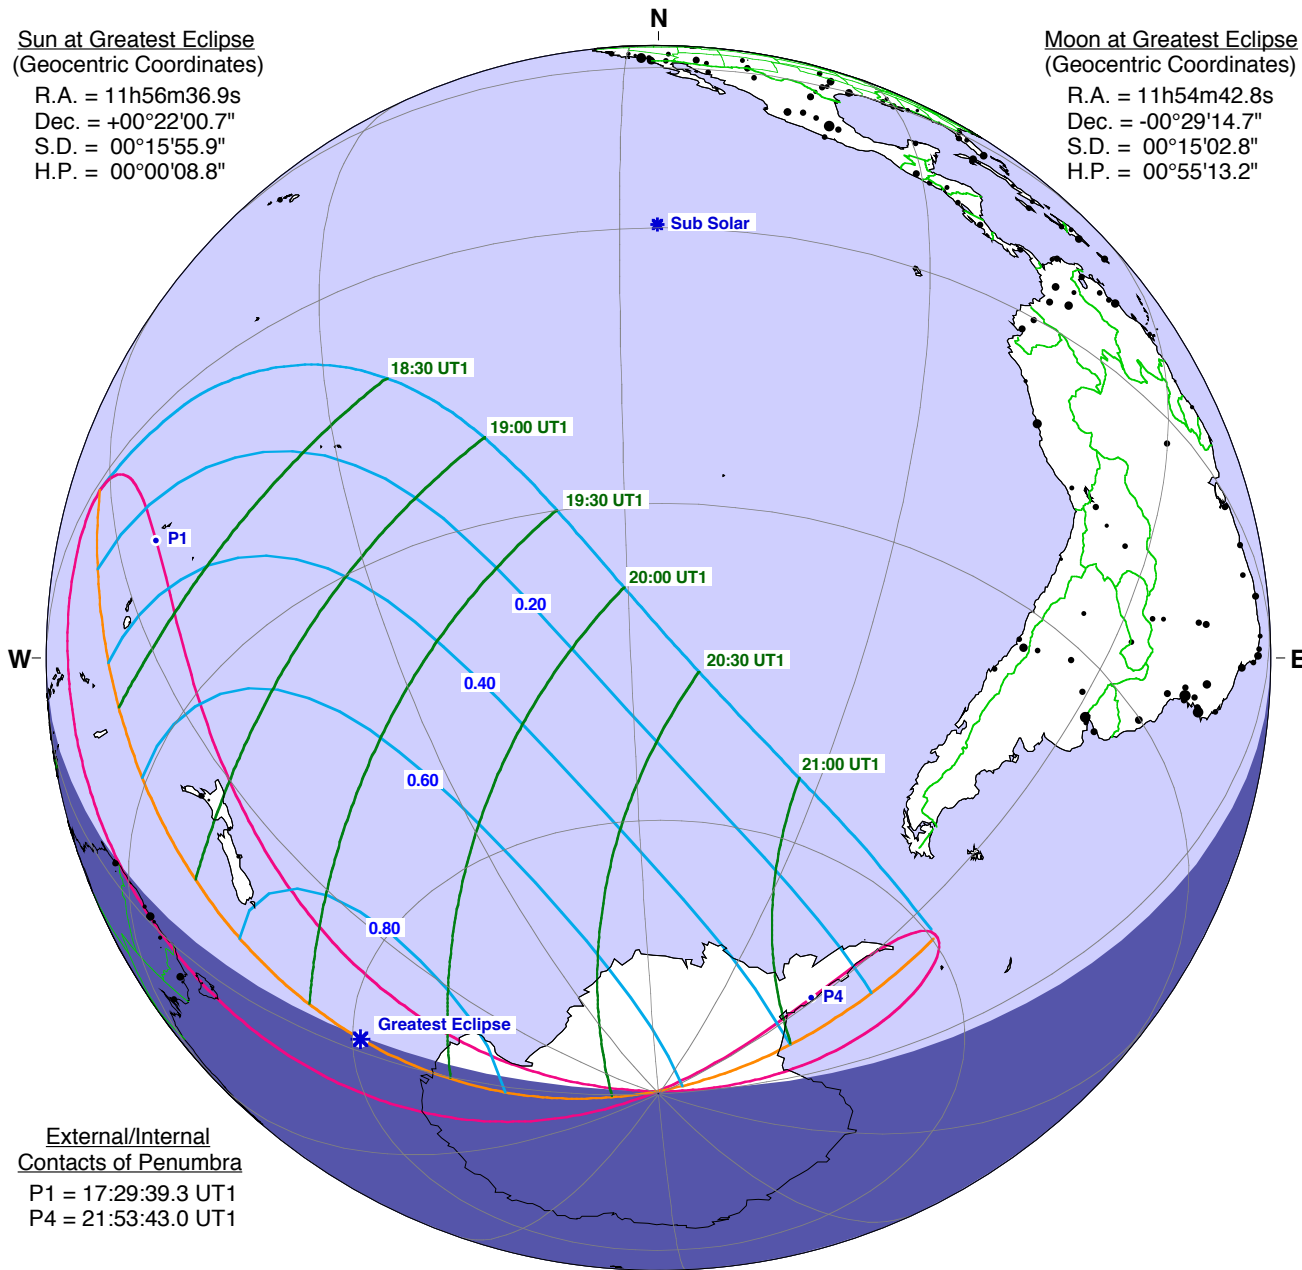 N
Sun at Greatest Eclipse
(Geocentric Coordinates)
R.A. = 11h56m36.9s
Dec. = +00°22'00.7"
S.D. = 00°15'55.9"
H.P. = 00°00'08.8"
Moon at Greatest Eclipse
(Geocentric Coordinates)
R.A. = 11h54m42.8s
Dec. = -00°29'14.7"
S.D. = 00°15'02.8"
H.P. = 00°55'13.2"
Sub Solar
18:30 UT1
19:00 UT1
19:30 UT1
P1
20:00 UT1
0.20
W
E
20:30 UT1
0.40
21:00 UT1
0.60
0.80
P4
Greatest Eclipse
External/Internal
Contacts of Penumbra
P1 = 17:29:39.3 UT1
P4 = 21:53:43.0 UT1